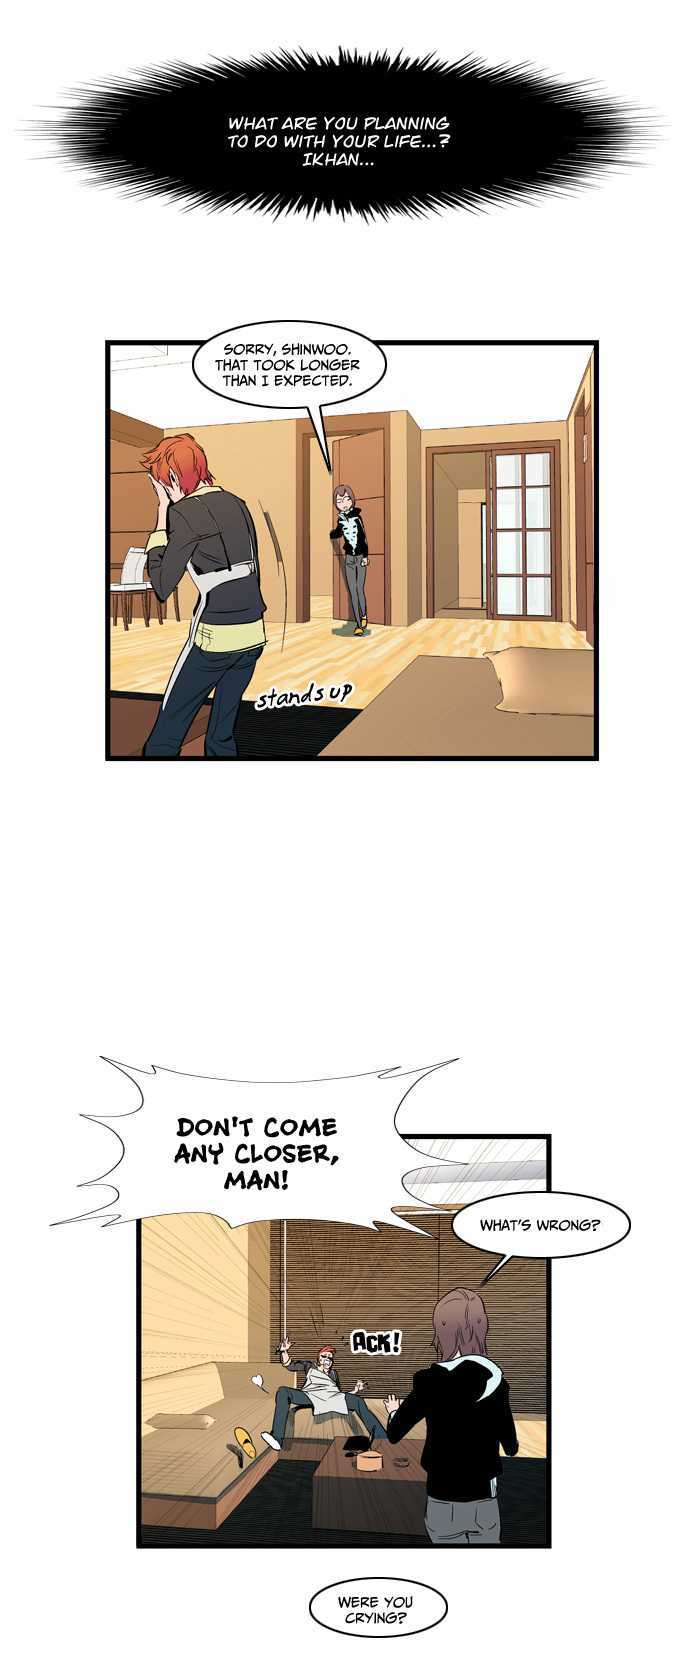 WHAT ARE YOU PLANNING
TO DO WITH YOUR LIFE...?
IKHAN...
SORRY, SHINWOO.
THAT TOOK LONGER
THAN I EXPECTED.
stands up
DON'T COME
ANY CLOSER,
MAN!
WHAT'S WRONG?
ACK!
WERE YOU
CRYING?